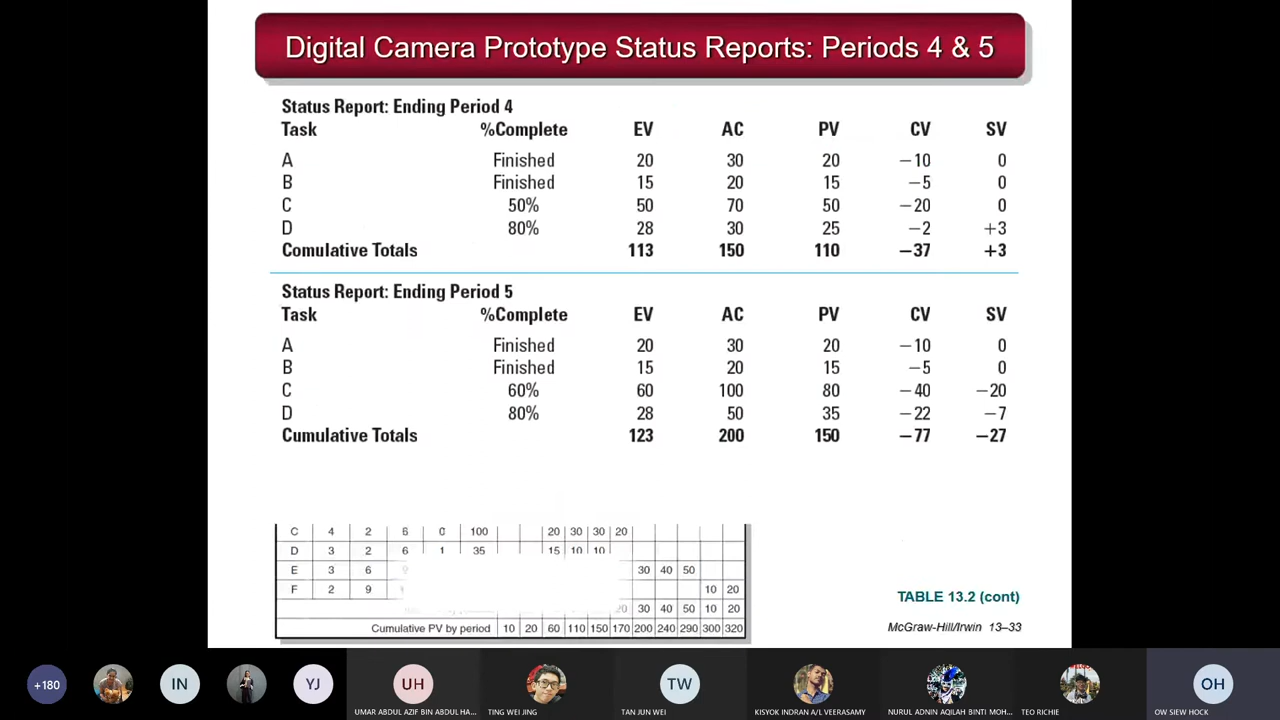 Digital Camera Prototype Status Reports: Periods 4 & 5
Status Report: Ending Period 4
Task %Complete EV AC PV CV SV
A Finished 20 30 20 −10 0
B Finished 15 20 15 −5 0
C 50% 50 70 50 −20 0
D 80% 28 30 25 −2 +3
Comulative Totals 113 150 110 −37 +3
Status Report: Ending Period 5
Task %Complete EV AC PV CV SV
A Finished 20 30 20 −10 0
B Finished 15 20 15 −5 0
C 60% 60 100 80 −40 −20
D 80% 28 50 35 −22 −7
Cumulative Totals 123 200 150 −77 −27
C 4 2 6 0 100 20 30 30 20
D 3 2 6 1 35 15 10 10
E 3 6 30 40 50
F 2 9 10 20
20 30 40 50 10 20
Cumulative PV by period 10 20 60 110 150 170 200 240 290 300 320
TABLE 13.2 (cont)
McGraw-Hill/Irwin 13–33
+180 IN YJ UH TW OH
UMAR ABDUL AZIF BIN ABDUL HA... TING WEI JING TAN JUN WEI KISYOK INDRAN A/L VEERASAMY NURUL ADNIN AQILAH BINTI MOH... TEO RICHIE OW SIEW HOCK